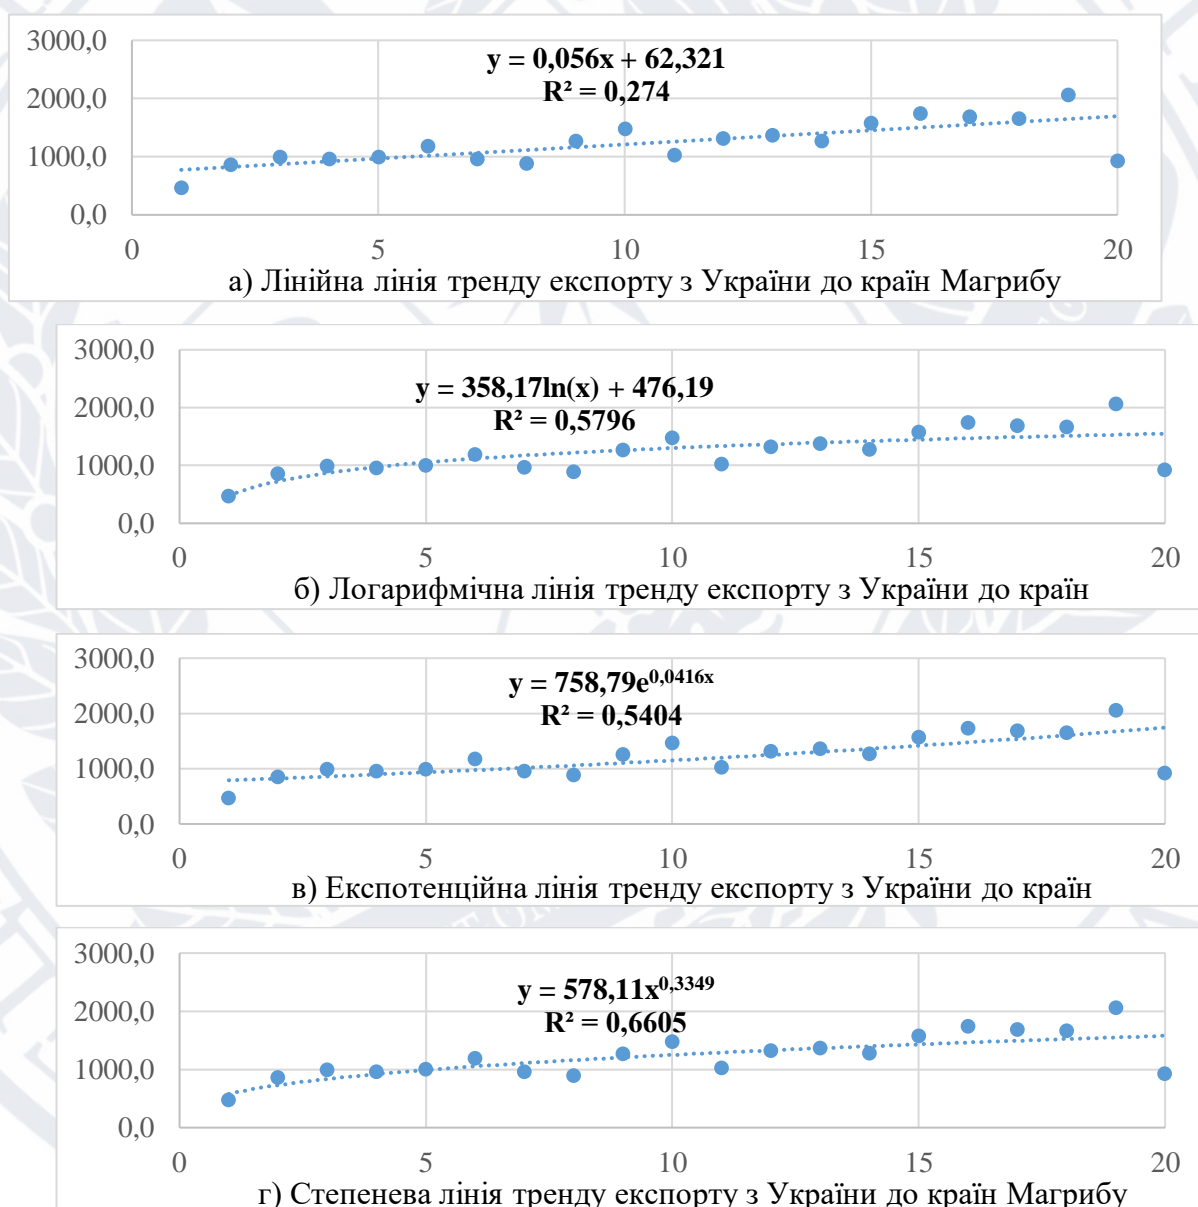 y = 0,056x + 62,321
R² = 0,274
3000,0
2000,0
1000,0
0,0
0 5 10 15 20
а) Лінійна лінія тренду експорту з України до країн Магрибу
y = 358,17ln(x) + 476,19
R² = 0,5796
3000,0
2000,0
1000,0
0,0
0 5 10 15 20
б) Логарифмічна лінія тренду експорту з України до країн
y = 758,79e^0,0416x
R² = 0,5404
3000,0
2000,0
1000,0
0,0
0 5 10 15 20
в) Експотенційна лінія тренду експорту з України до країн
y = 578,11x^0,3349
R² = 0,6605
3000,0
2000,0
1000,0
0,0
0 5 10 15 20
г) Степенева лінія тренду експорту з України до країн Магрибу